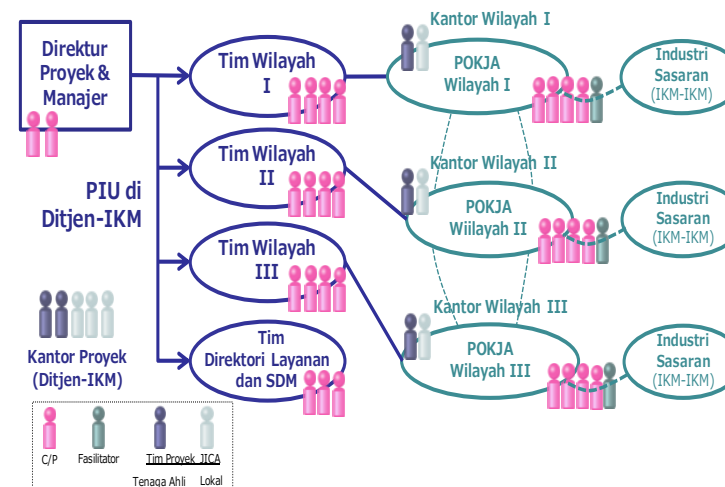 Direktur
Proyek &
Manajer
PIU di
Ditjen-IKM
Kantor Proyek
(Ditjen-IKM)
Tim Wilayah
I
Tim Wilayah
II
Tim Wilayah
III
Tim
Direktori Layanan
dan SDM
Kantor Wilayah I
POKJA
Wilayah I
Industri
Sasaran
(IKM-IKM)
Kantor Wilayah II
POKJA
Wiilayah II
Industri
Sasaran
(IKM-IKM)
Kantor Wilayah III
POKJA
Wilayah III
Industri
Sasaran
(IKM-IKM)
C/P
Fasilitator
Tim Proyek JICA
Tenaga Ahli
Lokal